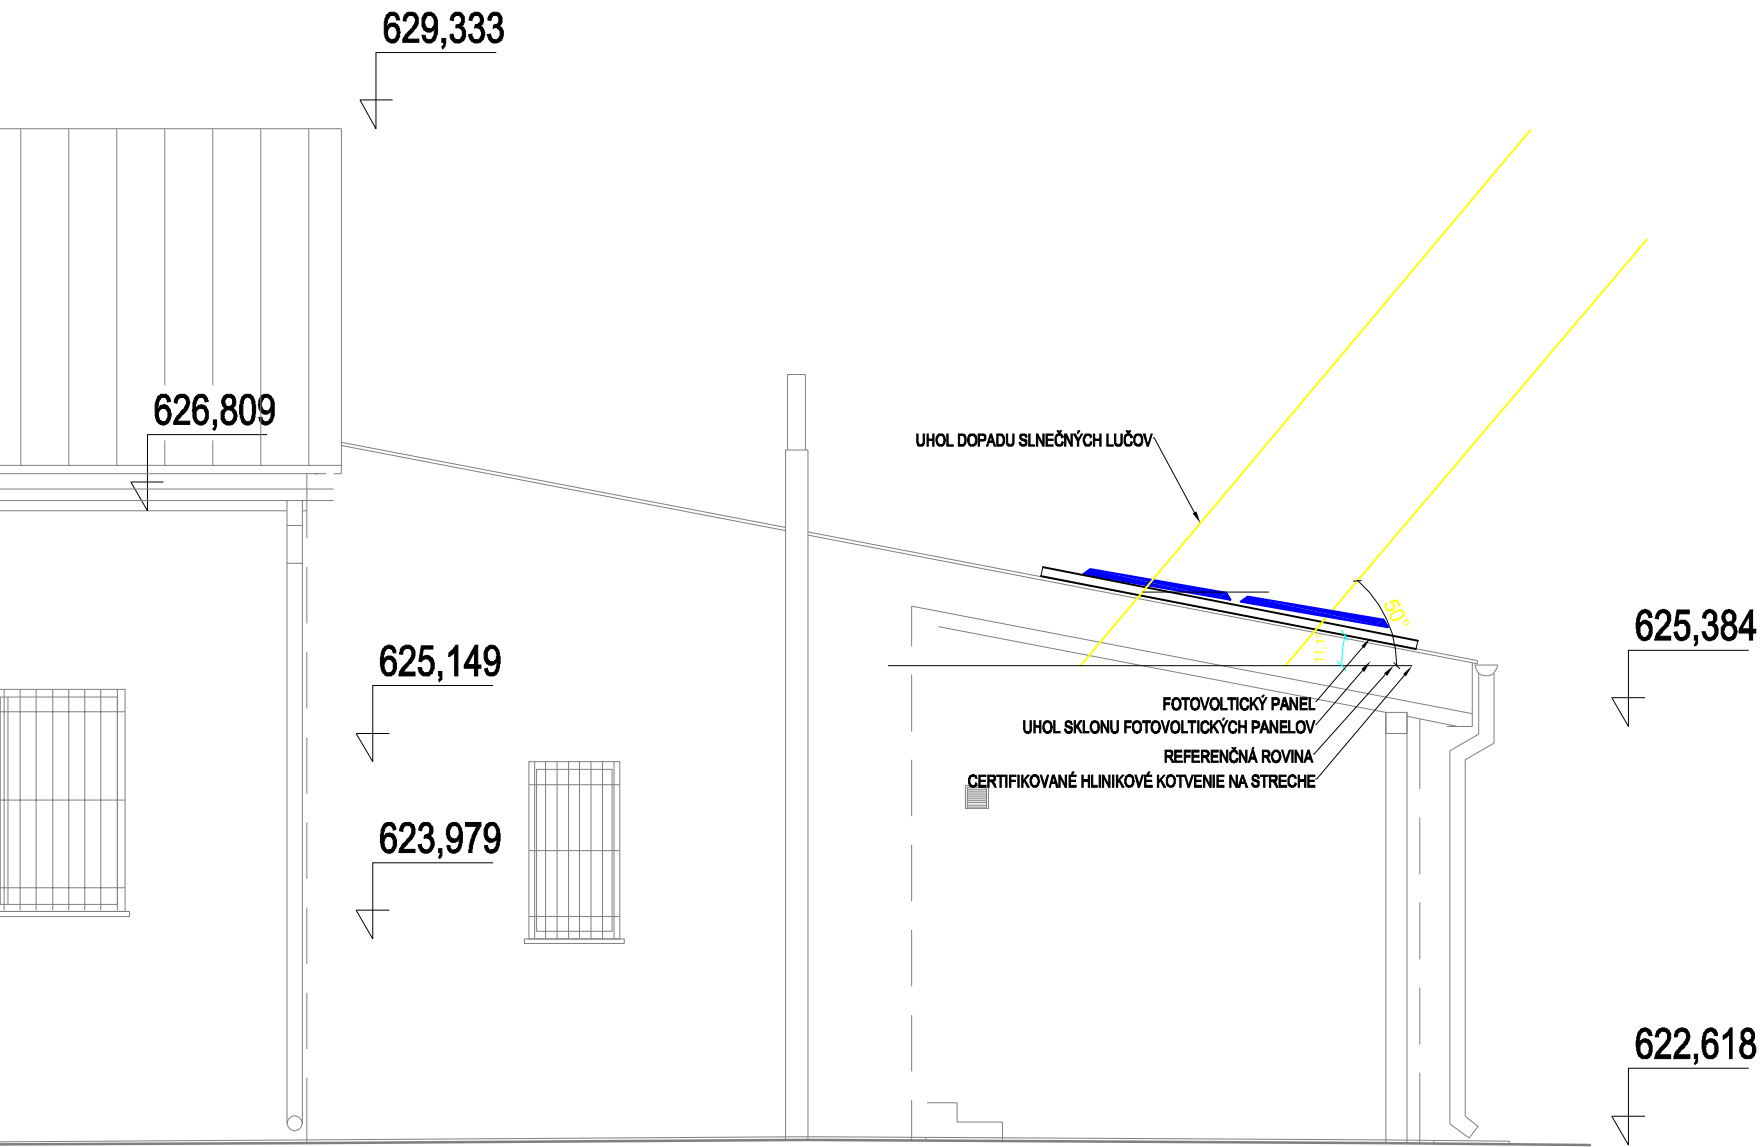 629,333
626,809
UHOL DOPADU SLNEČNÝCH LUČOV
50°
625,384
625,149
FOTOVOLTICKÝ PANEL
UHOL SKLONU FOTOVOLTICKÝCH PANELOV
REFERENČNÁ ROVINA
CERTIFIKOVANÉ HLINIKOVÉ KOTVENIE NA STRECHE
623,979
622,618